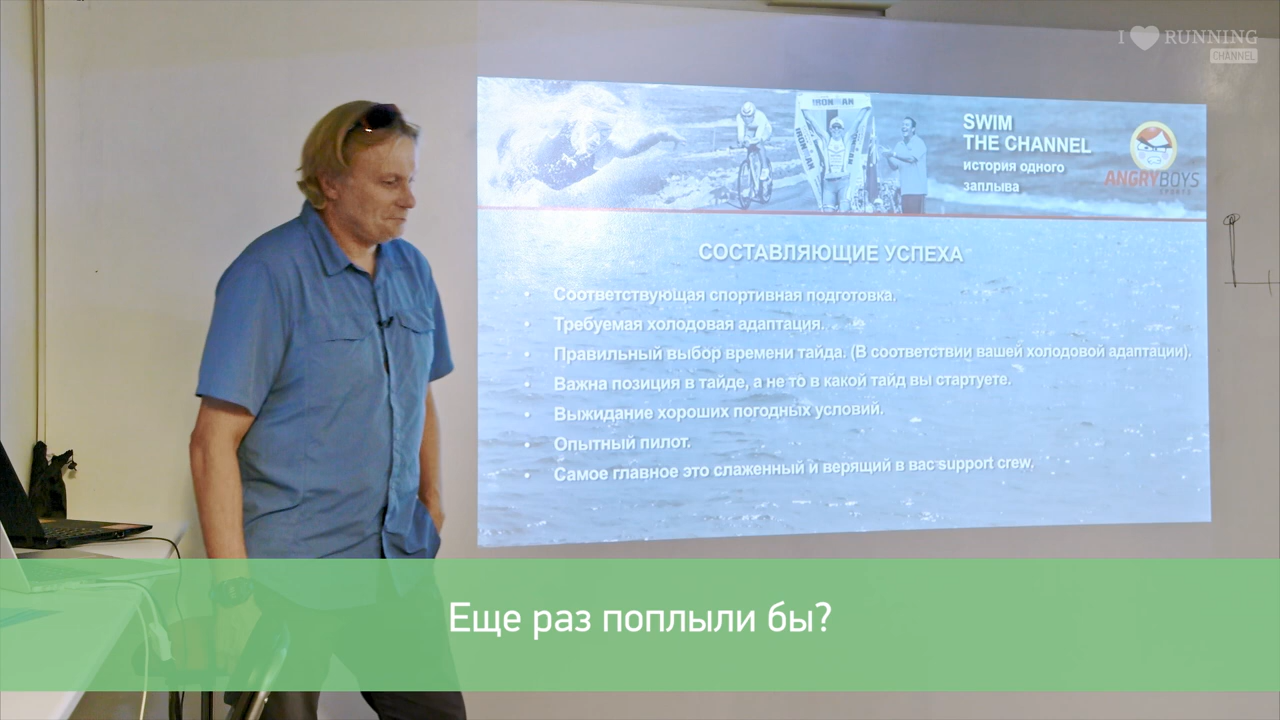 I RUNNING
CHANNEL
IRONMAN
SWIM
THE CHANNEL
история одного
заплыва
ANGRYBOYS
SPORTS
СОСТАВЛЯЮЩИЕ УСПЕХА
• Соответствующая спортивная подготовка.
• Требуемая холодовая адаптация.
• Правильный выбор времени тайда. (В соответствии вашей холодовой адаптации).
• Важна позиция в тайде, а не то в какой тайд вы стартуете.
• Выжидание хороших погодных условий.
• Опытный пилот.
• Самое главное это слаженный и верящий в вас support crew.
Еще раз поплыли бы?